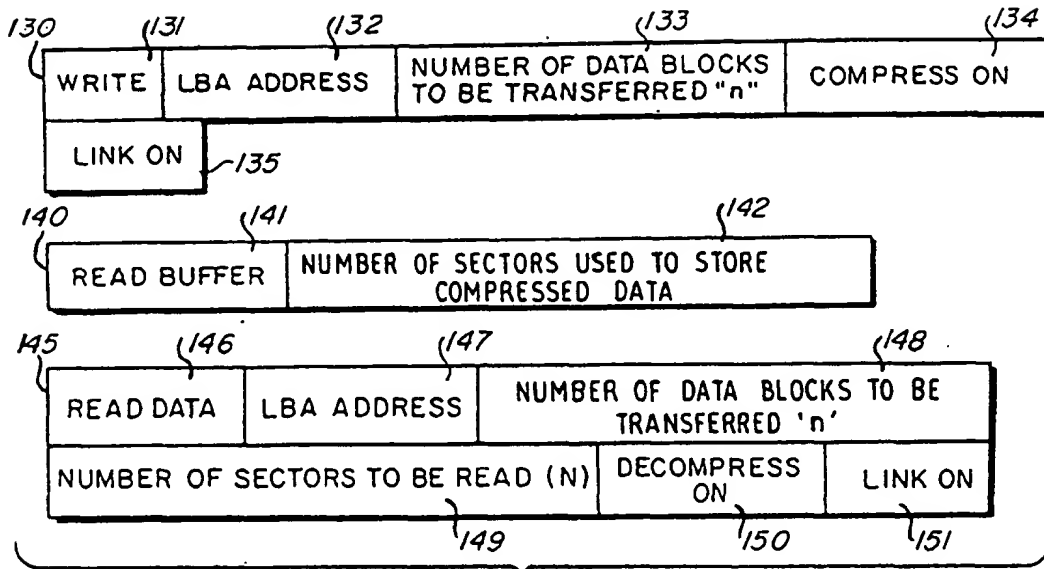 130 131 132 133 134
WRITE LBA ADDRESS NUMBER OF DATA BLOCKS TO BE TRANSFERRED "n" COMPRESS ON
LINK ON 135
140 141 142
READ BUFFER NUMBER OF SECTORS USED TO STORE COMPRESSED DATA
145 146 147 148
READ DATA LBA ADDRESS NUMBER OF DATA BLOCKS TO BE TRANSFERRED 'n'
NUMBER OF SECTORS TO BE READ (N) DECOMPRESS ON LINK ON
149 150 151